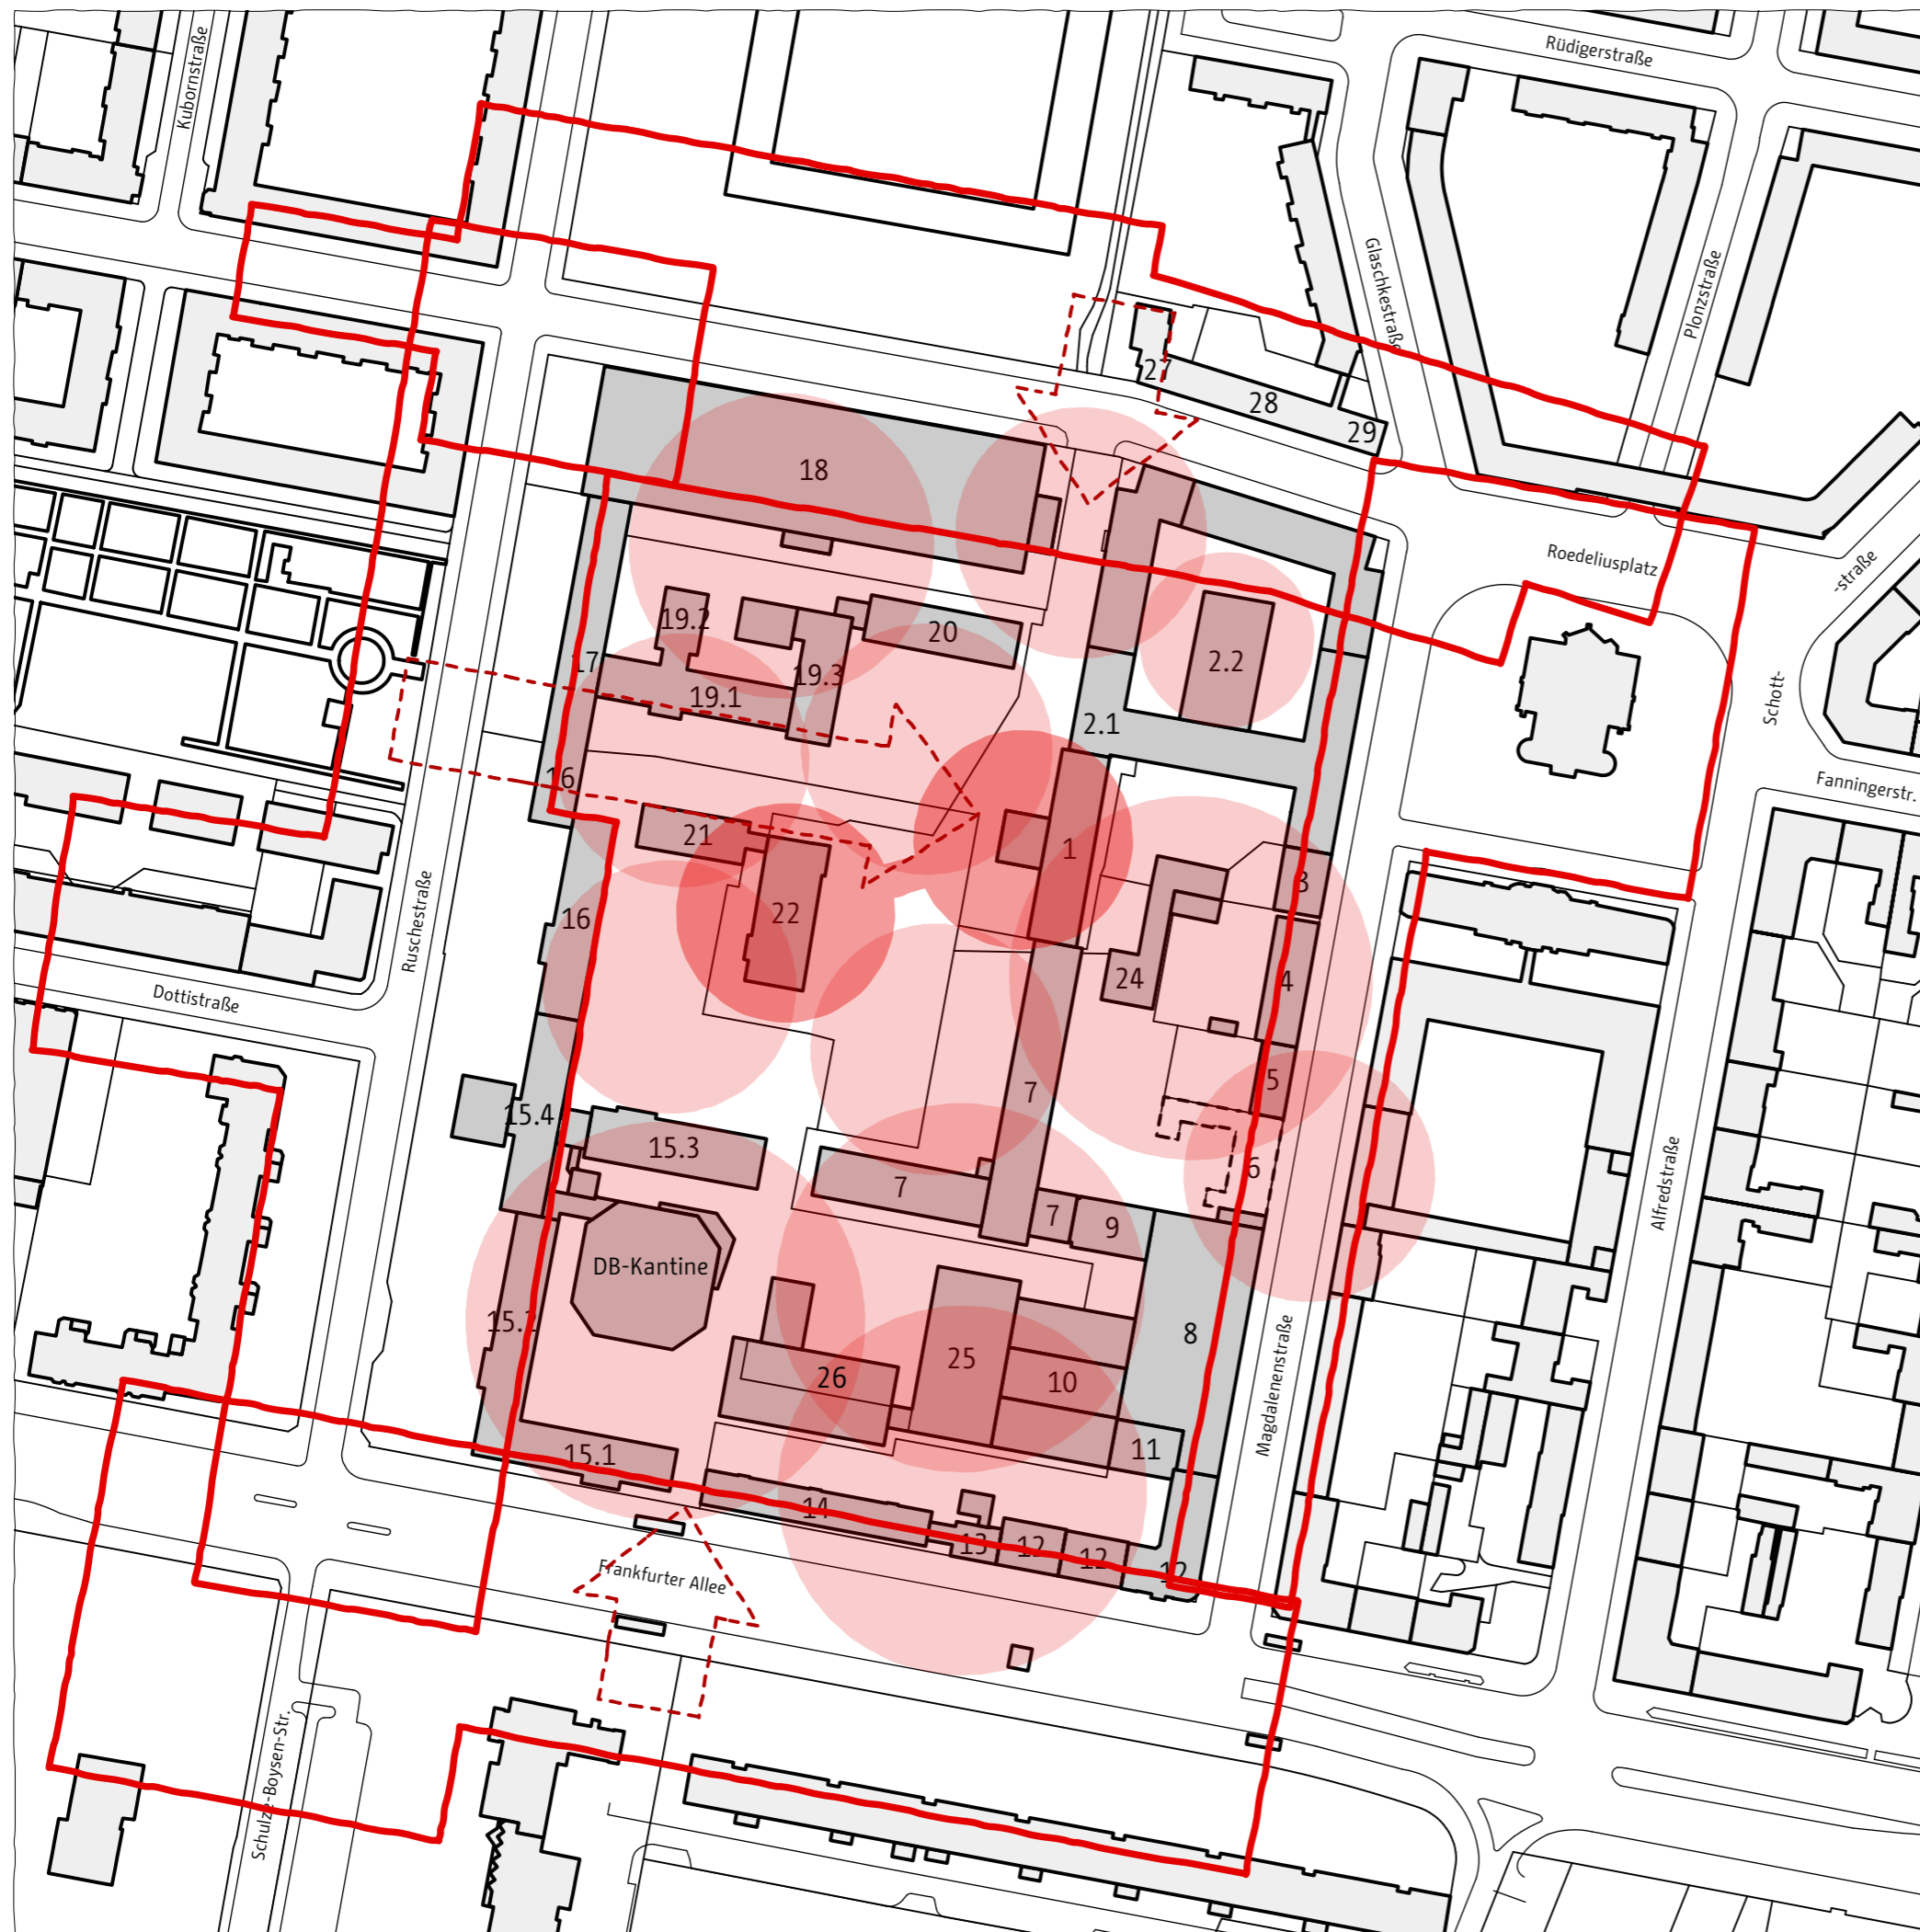 Rüdigerstraße
Kubornstraße
Glaschkestraße
Plonzstraße
27
28
29
18
Roedeliusplatz
-straße
19.2
20
17
19.3
2.2
19.1
2.1
Schott-
16
Fanningerstr.
21
1
3
22
16
Ruschestraße
24
4
Dottistraße
5
7
15.4
15.3
6
7
7
9
Alfredstraße
DB-Kantine
15.2
8
26
25
10
Magdalenenstraße
11
15.1
14
13
12
12
12
Frankfurter Allee
Schulze-Boysen-Str.